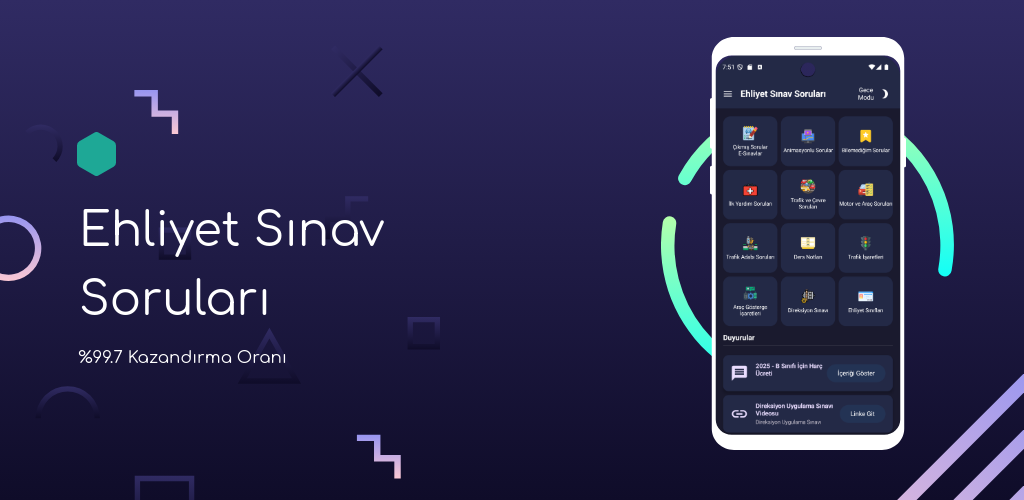 Ehliyet Sınav
Soruları
%99.7 Kazandırma Oranı
7:51
Ehliyet Sınav Soruları
Gece
Modu
Çıkmış Sorular
E-Sınavlar
Animasyonlu Sorular
Bilemediğim Sorular
İlk Yardım Soruları
Trafik ve Çevre
Soruları
Motor ve Araç Soruları
Trafik Adabı Soruları
Ders Notları
Trafik İşaretleri
Araç Gösterge
İşaretleri
Direksiyon Sınavı
Ehliyet Sınıfları
Duyurular
2025 - B Sınıfı İçin Harç
Ücreti
İçeriği Göster
Direksiyon Uygulama Sınavı
Videosu
Direksiyon Uygulama Sınavı
Linke Git